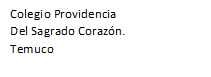 Colegio Providencia
Del Sagrado Corazón.
Temuco